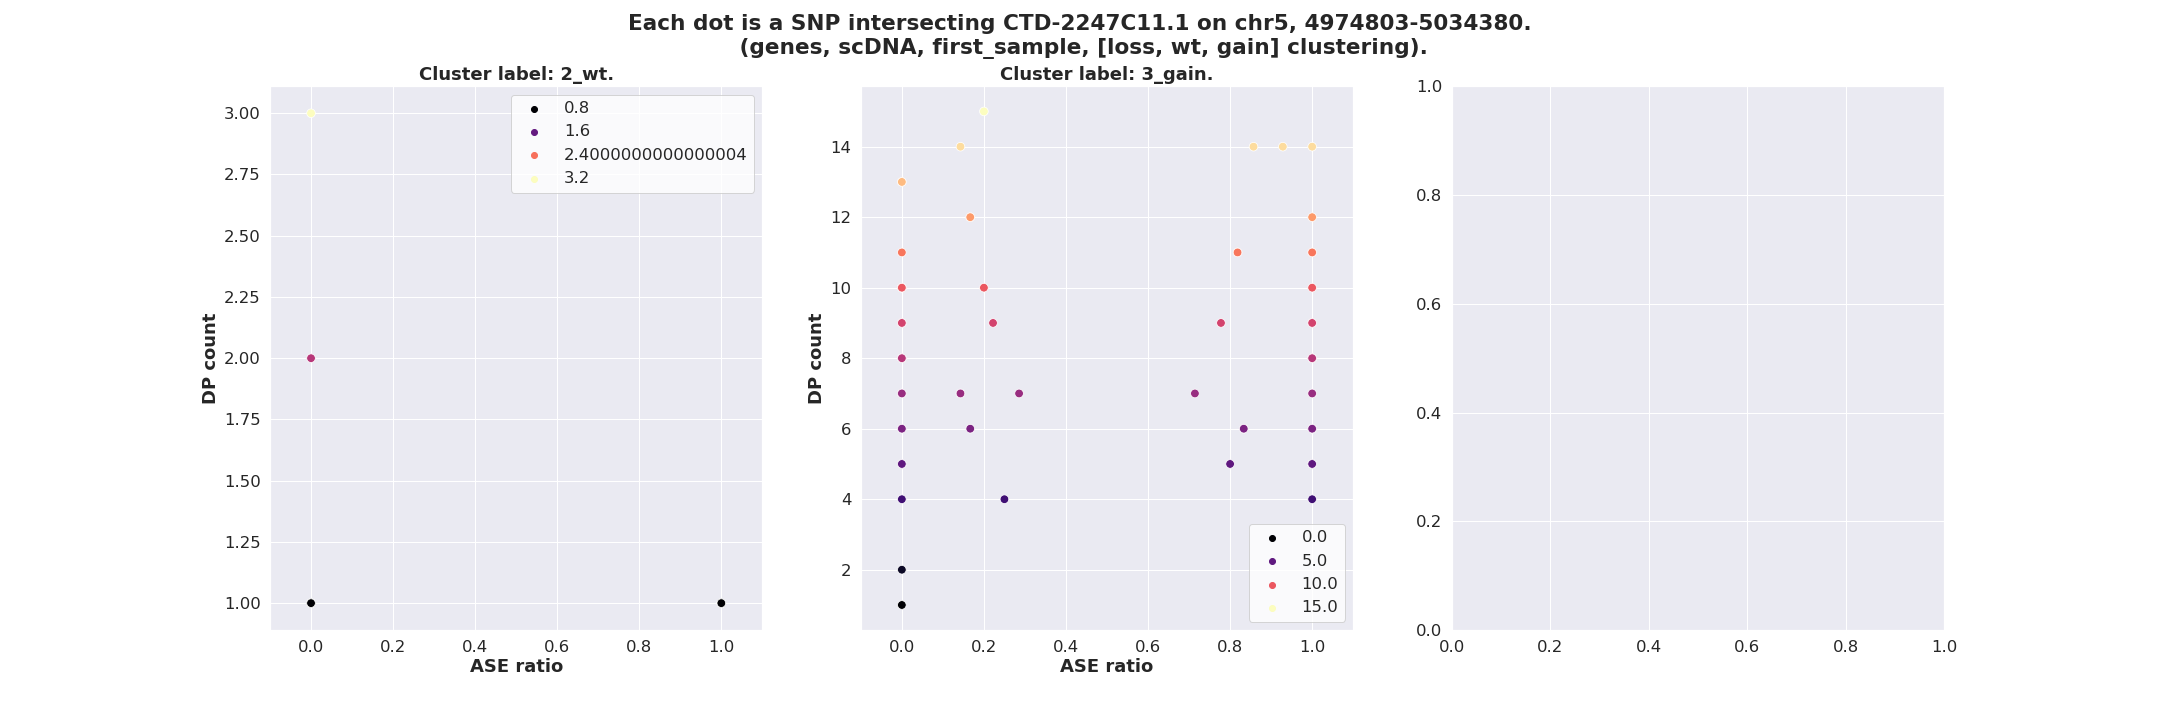 Each dot is a SNP intersecting CTD-2247C11.1 on chr5, 4974803-5034380.
(genes, scDNA, first_sample, [loss, wt, gain] clustering).
Cluster label: 2_wt.
3.00
2.75
2.50
2.25
2.00
1.75
1.50
1.25
1.00
DP count
0.8
1.6
2.4000000000000004
3.2
0.0 0.2 0.4 0.6 0.8 1.0
ASE ratio
Cluster label: 3_gain.
14
12
10
8
6
4
2
DP count
0.0
5.0
10.0
15.0
0.0 0.2 0.4 0.6 0.8 1.0
ASE ratio
1.0
0.8
0.6
0.4
0.2
0.0
0.0 0.2 0.4 0.6 0.8 1.0